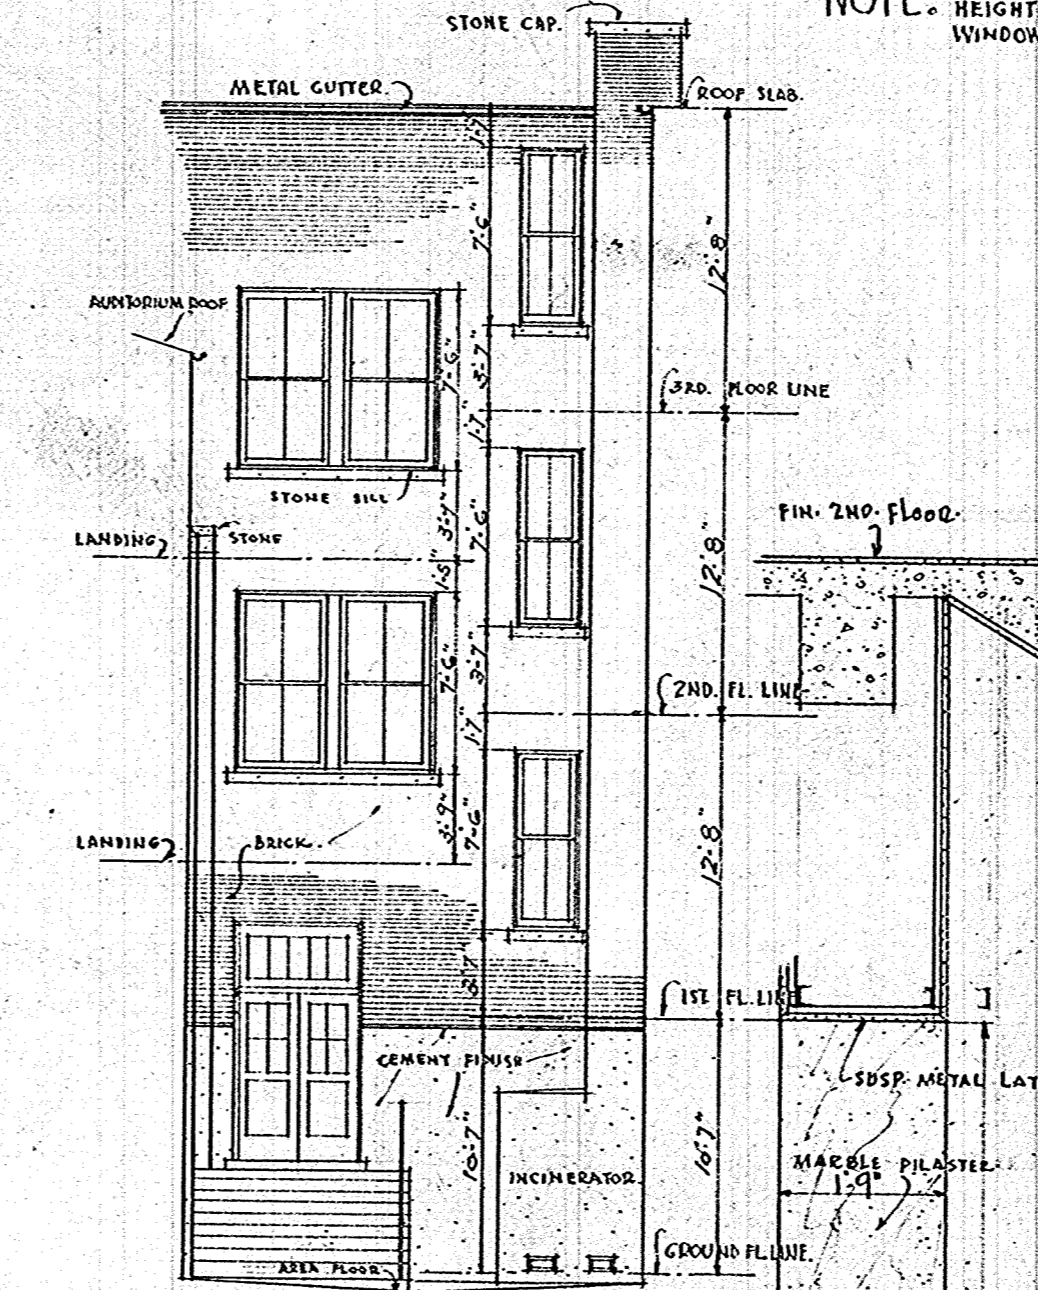 NOTE. HEIGHT
WINDOW
STONE CAP.
METAL GUTTER.
ROOF SLAB.
1'-7"
7'-6"
12'-8"
AUDITORIUM ROOF
7'-6"
3'-7"
3RD. FLOOR LINE
1'-7"
STONE SILL
3'-9"
7'-6"
FIN. 2ND. FLOOR.
LANDING
STONE
1'-5"
12'-8"
7'-6"
3'-7"
2ND. FL. LINE
1'-7"
3'-9"
7'-6"
12'-8"
LANDING
BRICK.
3'-7"
1ST. FL. LINE
CEMENT FINISH
SUSP. METAL LAT
10'-7"
10'-7"
INCINERATOR.
MARBLE PILASTER
1'-9"
GROUND FL. LINE.
AREA FLOOR